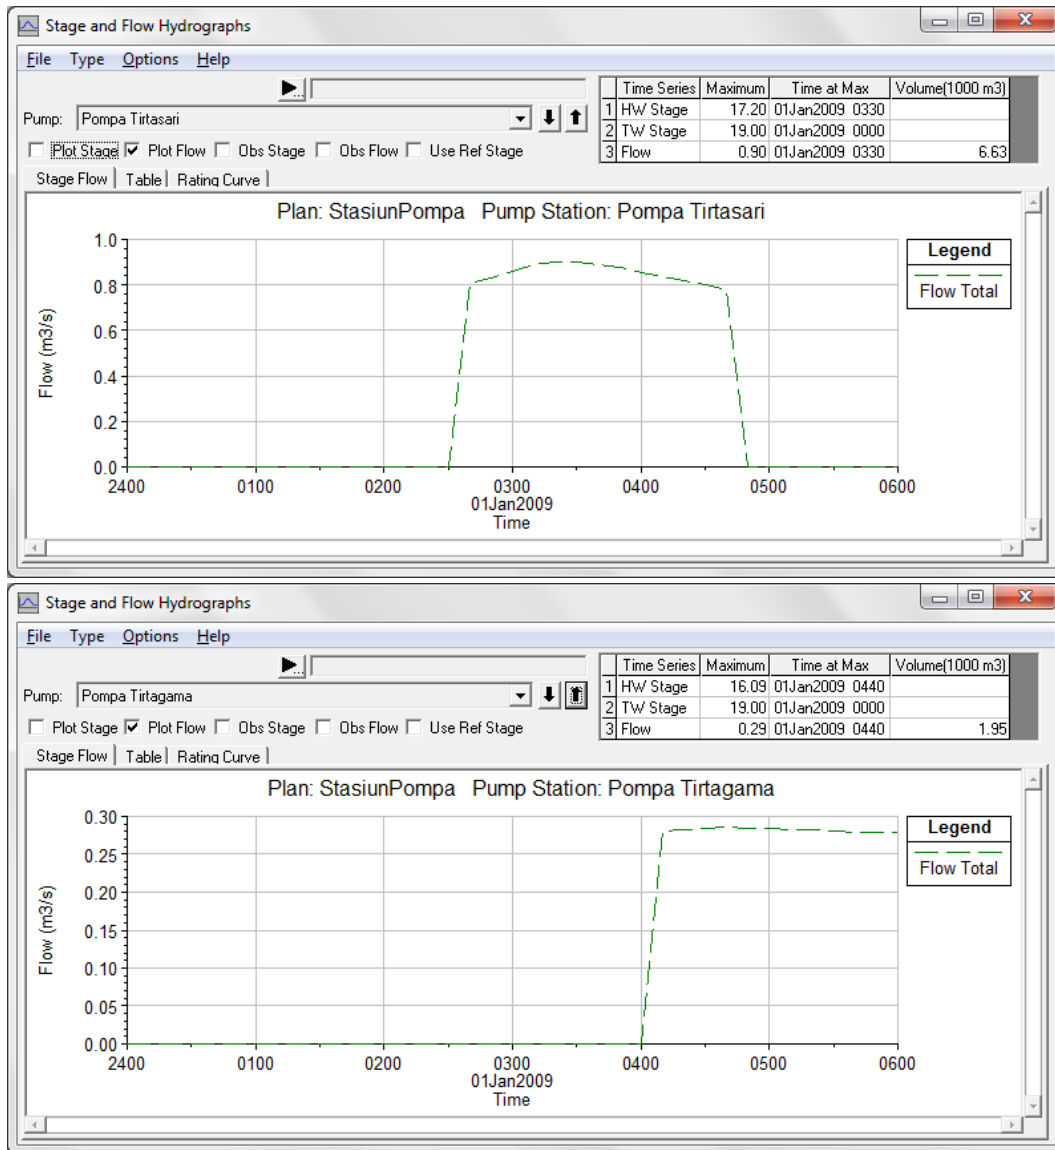 Stage and Flow Hydrographs
File Type Options Help
Pump: Pompa Tirtasari
Plot Stage Plot Flow Obs Stage Obs Flow Use Ref Stage
Time Series Maximum Time at Max Volume(1000 m3)
1 HW Stage 17.20 01Jan2009 0330
2 TW Stage 19.00 01Jan2009 0000
3 Flow 0.90 01Jan2009 0330 6.63
Stage Flow Table Rating Curve
Plan: StasiunPompa Pump Station: Pompa Tirtasari
Flow (m3/s)
1.0
0.8
0.6
0.4
0.2
0.0
2400 0100 0200 0300 0400 0500 0600
01Jan2009
Time
Legend
Flow Total
Stage and Flow Hydrographs
File Type Options Help
Pump: Pompa Tirtagama
Plot Stage Plot Flow Obs Stage Obs Flow Use Ref Stage
Time Series Maximum Time at Max Volume(1000 m3)
1 HW Stage 16.09 01Jan2009 0440
2 TW Stage 19.00 01Jan2009 0000
3 Flow 0.29 01Jan2009 0440 1.95
Stage Flow Table Rating Curve
Plan: StasiunPompa Pump Station: Pompa Tirtagama
Flow (m3/s)
0.30
0.25
0.20
0.15
0.10
0.05
0.00
2400 0100 0200 0300 0400 0500 0600
01Jan2009
Time
Legend
Flow Total